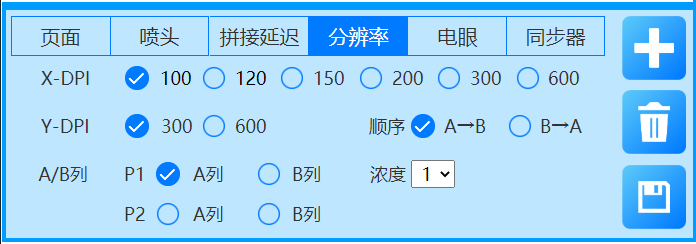 页面 喷头 拼接延迟 分辨率 电眼 同步器
X-DPI 100 120 150 200 300 600
Y-DPI 300 600 顺序 A→B B→A
A/B列 P1 A列 B列 浓度 1
P2 A列 B列